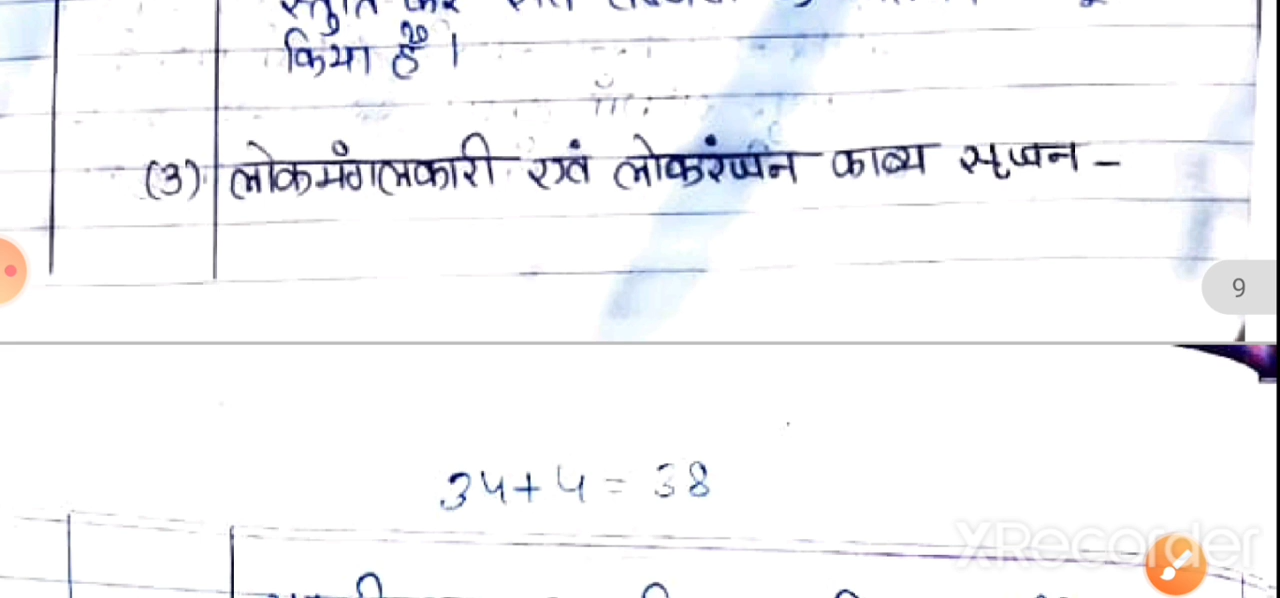 किया है।
(3) लोकमंगलकारी एवं लोकरंजन काव्य सृजन –
9
34+4= 38
XRecorder